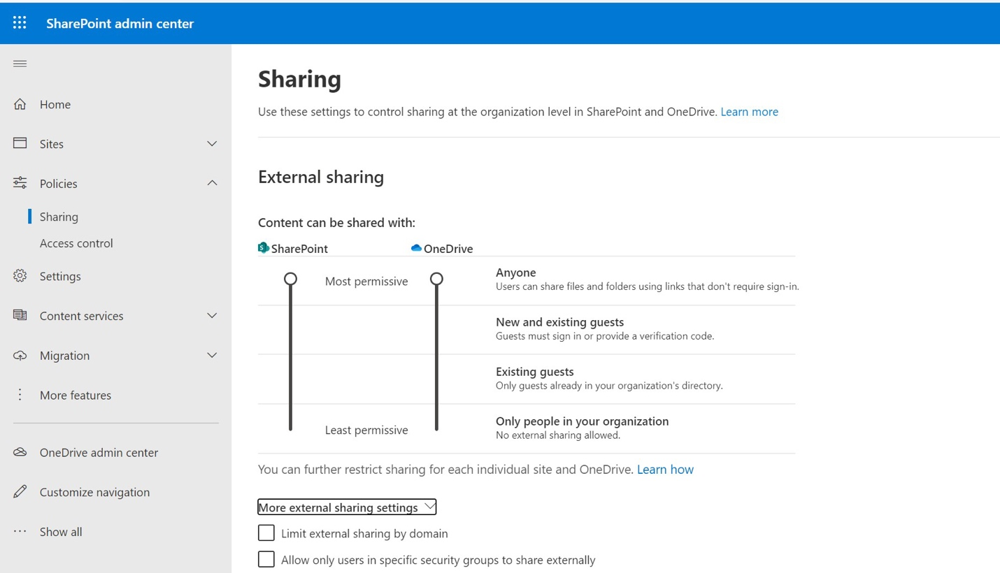 SharePoint admin center
Home
Sites
Policies
Sharing
Access control
Settings
Content services
Migration
More features
OneDrive admin center
Customize navigation
Show all
Sharing
Use these settings to control sharing at the organization level in SharePoint and OneDrive. Learn more
External sharing
Content can be shared with:
SharePoint
OneDrive
Most permissive
Anyone
Users can share files and folders using links that don't require sign-in.
New and existing guests
Guests must sign in or provide a verification code.
Existing guests
Only guests already in your organization's directory.
Least permissive
Only people in your organization
No external sharing allowed.
You can further restrict sharing for each individual site and OneDrive. Learn how
More external sharing settings
Limit external sharing by domain
Allow only users in specific security groups to share externally